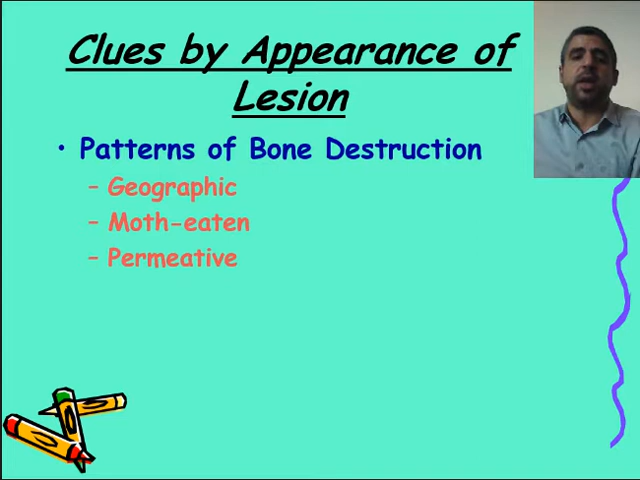 Clues by Appearance of
Lesion
• Patterns of Bone Destruction
– Geographic
– Moth-eaten
– Permeative